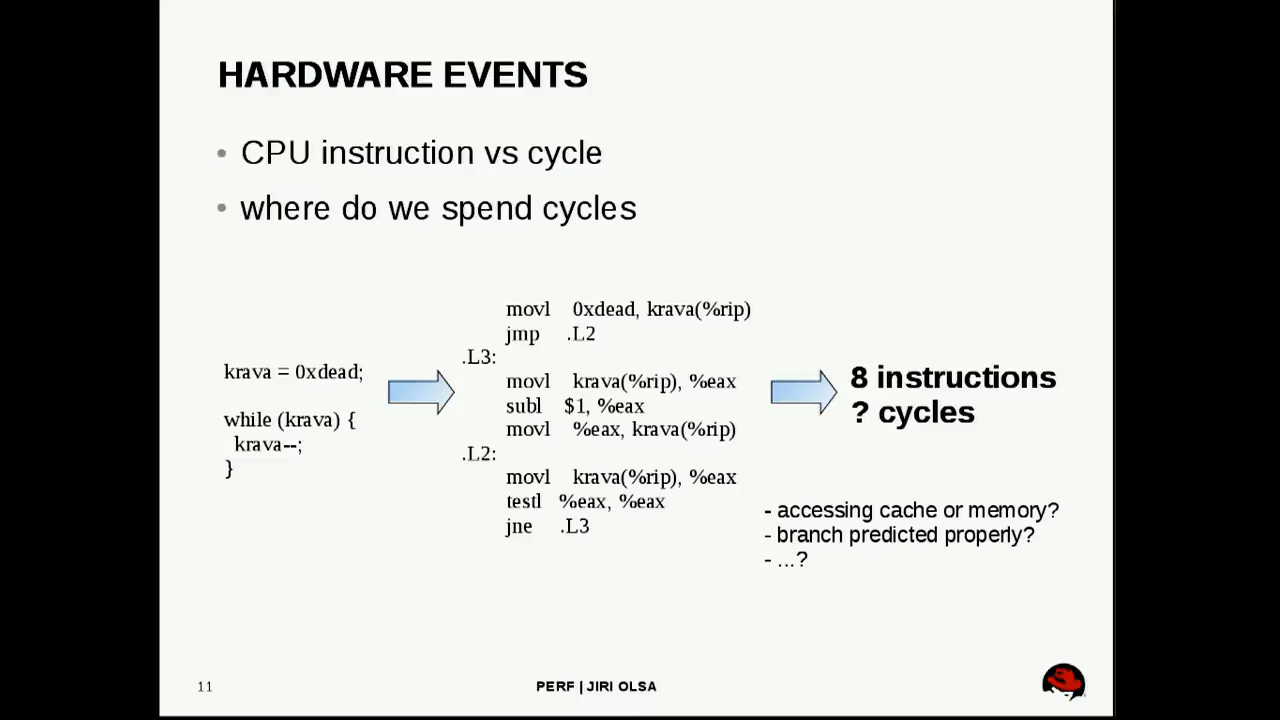 HARDWARE EVENTS
• CPU instruction vs cycle
• where do we spend cycles
krava = 0xdead;
while (krava) {
krava--;
}
movl 0xdead, krava(%rip)
jmp .L2
.L3:
movl krava(%rip), %eax
subl $1, %eax
movl %eax, krava(%rip)
.L2:
movl krava(%rip), %eax
testl %eax, %eax
jne .L3
8 instructions
? cycles
- accessing cache or memory?
- branch predicted properly?
- ...?
11
PERF | JIRI OLSA